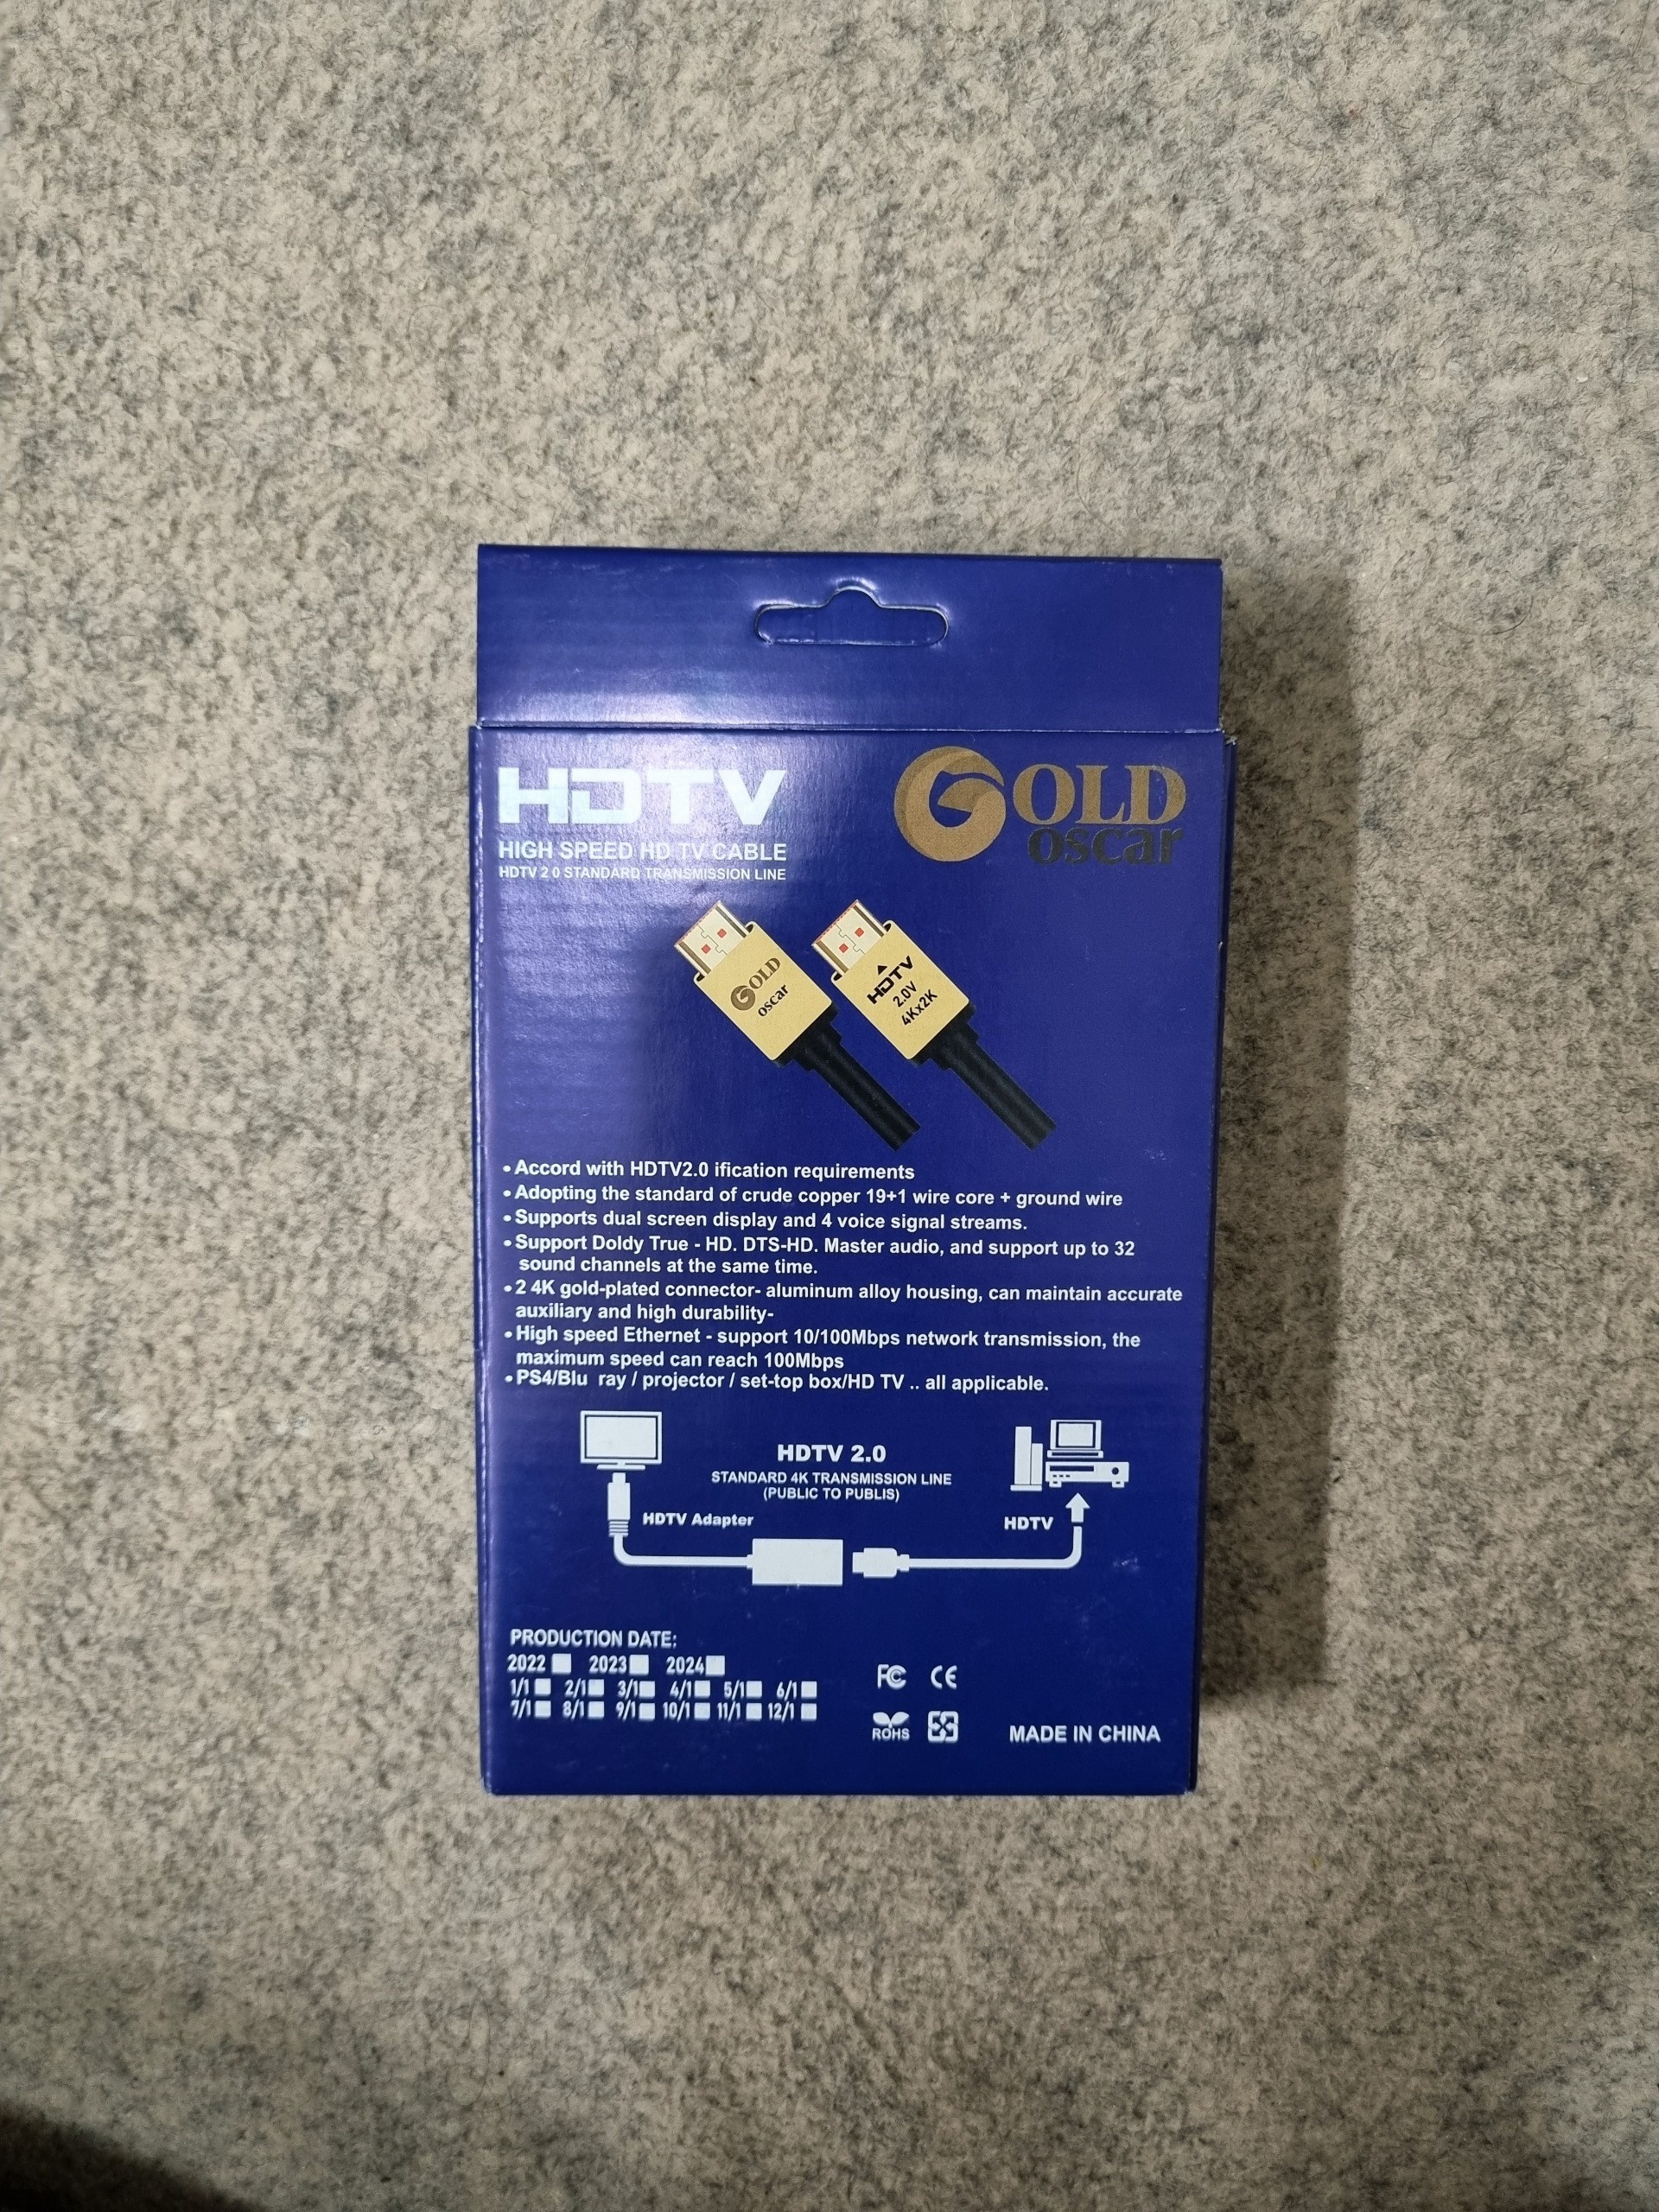 HDTV
HIGH SPEED HD TV CABLE
HDTV 2 0 STANDARD TRANSMISSION LINE
GOLD
oscar
GOLD
oscar
HDTV
2.0V
4Kx2K
•Accord with HDTV2.0 ification requirements
•Adopting the standard of crude copper 19+1 wire core + ground wire
•Supports dual screen display and 4 voice signal streams.
•Support Doldy True - HD. DTS-HD. Master audio, and support up to 32
sound channels at the same time.
•2 4K gold-plated connector- aluminum alloy housing, can maintain accurate
auxiliary and high durability-
•High speed Ethernet - support 10/100Mbps network transmission, the
maximum speed can reach 100Mbps
•PS4/Blu ray / projector / set-top box/HD TV .. all applicable.
HDTV 2.0
STANDARD 4K TRANSMISSION LINE
(PUBLIC TO PUBLIS)
HDTV Adapter
HDTV
PRODUCTION DATE:
2022 2023 2024
1/1 2/1 3/1 4/1 5/1 6/1
7/1 8/1 9/1 10/1 11/1 12/1
FC CE
ROHS
MADE IN CHINA